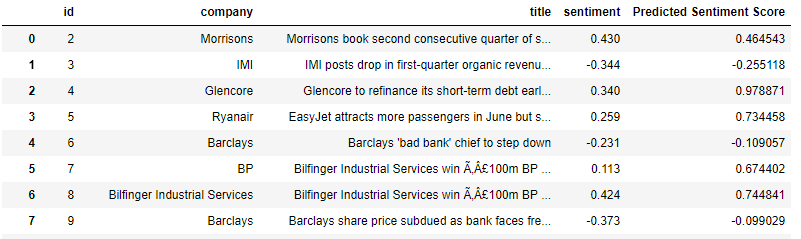 id company title sentiment Predicted Sentiment Score
0 2 Morrisons Morrisons book second consecutive quarter of s... 0.430 0.464543
1 3 IMI IMI posts drop in first-quarter organic revenu... -0.344 -0.255118
2 4 Glencore Glencore to refinance its short-term debt earl... 0.340 0.978871
3 5 Ryanair EasyJet attracts more passengers in June but s... 0.259 0.734458
4 6 Barclays Barclays 'bad bank' chief to step down -0.231 -0.109057
5 7 BP Bilfinger Industrial Services win Ã‚Â£100m BP ... 0.113 0.674402
6 8 Bilfinger Industrial Services Bilfinger Industrial Services win Ã‚Â£100m BP ... 0.424 0.744841
7 9 Barclays Barclays share price subdued as bank faces fre... -0.373 -0.099029